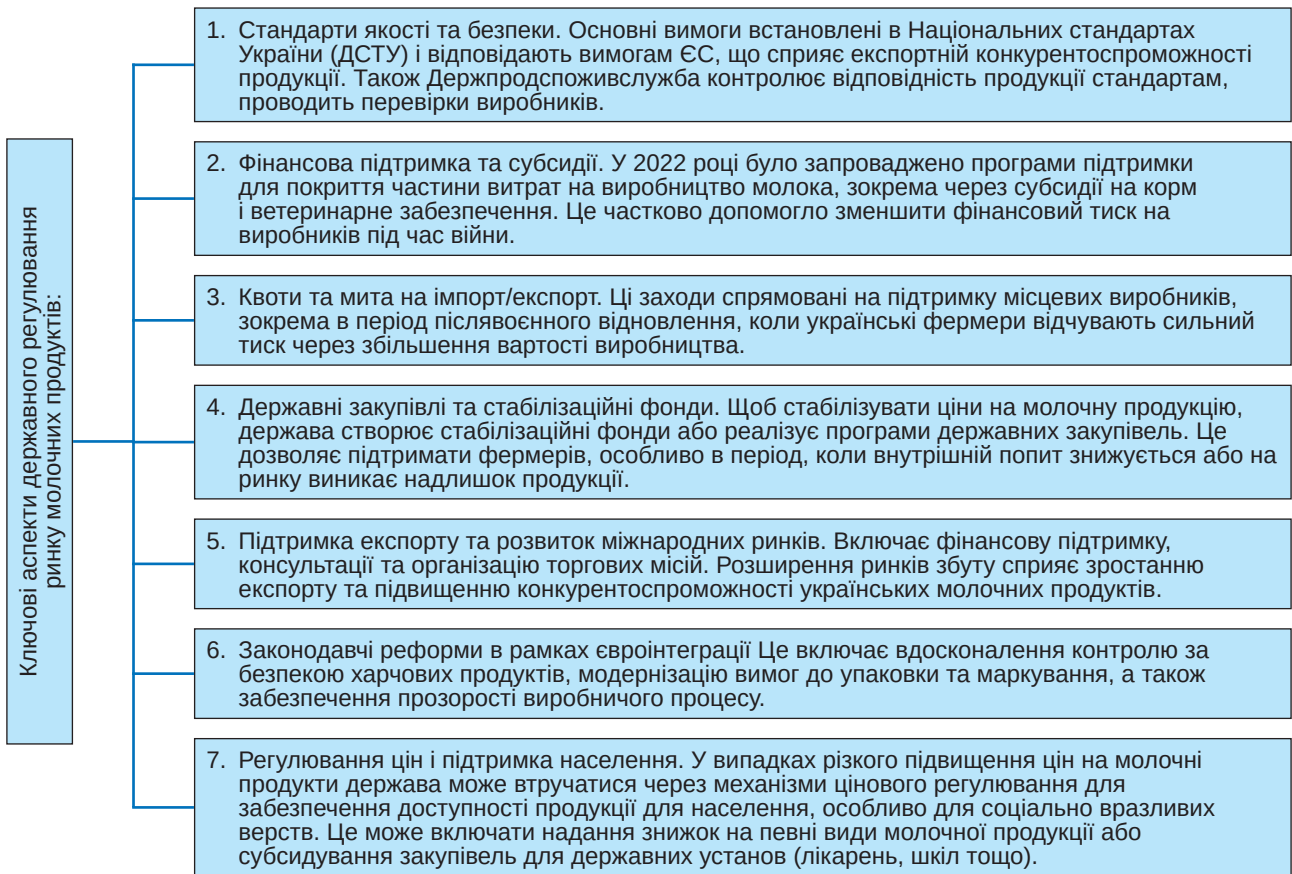 Ключові аспекти державного регулювання
ринку молочних продуктів:
1. Стандарти якості та безпеки. Основні вимоги встановлені в Національних стандартах
України (ДСТУ) і відповідають вимогам ЄС, що сприяє експортній конкурентоспроможності
продукції. Також Держпродспоживслужба контролює відповідність продукції стандартам,
проводить перевірки виробників.
2. Фінансова підтримка та субсидії. У 2022 році було запроваджено програми підтримки
для покриття частини витрат на виробництво молока, зокрема через субсидії на корм
і ветеринарне забезпечення. Це частково допомогло зменшити фінансовий тиск на
виробників під час війни.
3. Квоти та мита на імпорт/експорт. Ці заходи спрямовані на підтримку місцевих виробників,
зокрема в період післявоєнного відновлення, коли українські фермери відчувають сильний
тиск через збільшення вартості виробництва.
4. Державні закупівлі та стабілізаційні фонди. Щоб стабілізувати ціни на молочну продукцію,
держава створює стабілізаційні фонди або реалізує програми державних закупівель. Це
дозволяє підтримати фермерів, особливо в період, коли внутрішній попит знижується або на
ринку виникає надлишок продукції.
5. Підтримка експорту та розвиток міжнародних ринків. Включає фінансову підтримку,
консультації та організацію торгових місій. Розширення ринків збуту сприяє зростанню
експорту та підвищенню конкурентоспроможності українських молочних продуктів.
6. Законодавчі реформи в рамках євроінтеграції Це включає вдосконалення контролю за
безпекою харчових продуктів, модернізацію вимог до упаковки та маркування, а також
забезпечення прозорості виробничого процесу.
7. Регулювання цін і підтримка населення. У випадках різкого підвищення цін на молочні
продукти держава може втручатися через механізми цінового регулювання для
забезпечення доступності продукції для населення, особливо для соціально вразливих
верств. Це може включати надання знижок на певні види молочної продукції або
субсидування закупівель для державних установ (лікарень, шкіл тощо).